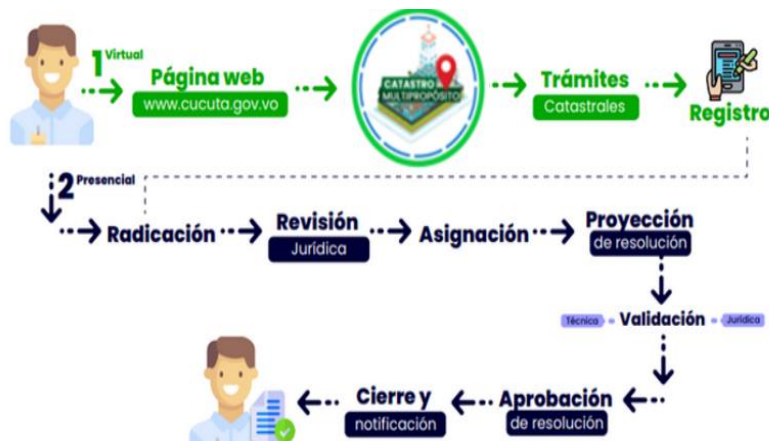 1 Virtual
Página web
www.cucuta.gov.vo
CATASTRO
MULTIPROPÓSITO
Trámites
Catastrales
Registro
2 Presencial
Radicación
Revisión
Jurídica
Asignación
Proyección
de resolución
Técnica
Validación
Jurídica
Cierre y
notificación
Aprobación
de resolución